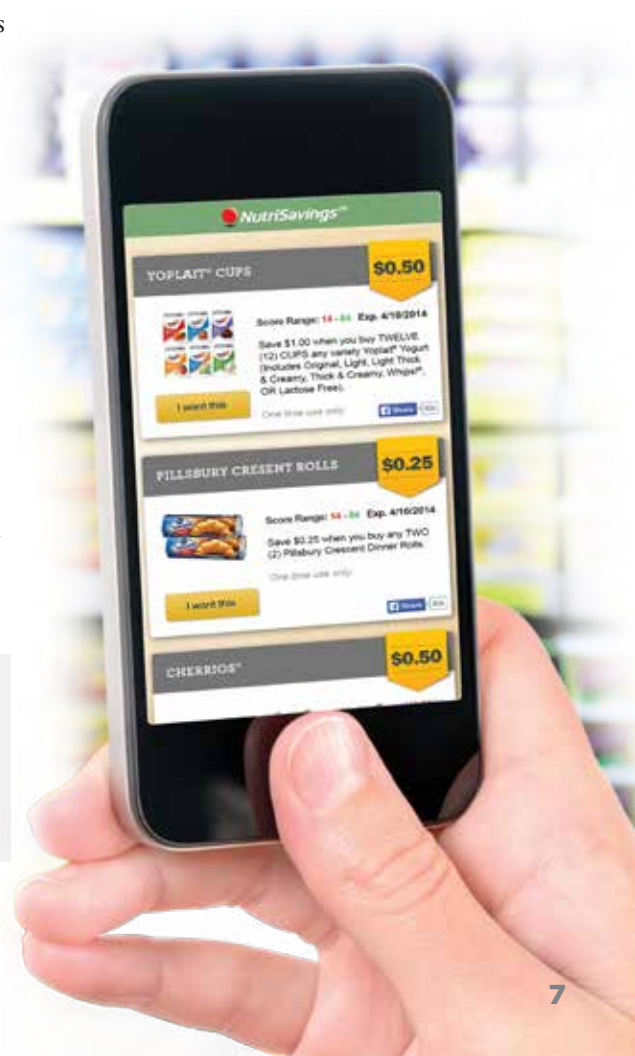 s
NutriSavings℠
YOPLAIT® CUPS
$0.50
Score Range: 14 - 84 Exp. 4/10/2014
Save $1.00 when you buy TWELVE
(12) CUPS any variety Yoplait® Yogurt
(Includes Original, Light, Light Thick
& Creamy, Thick & Creamy, Whips!®,
OR Lactose Free).
I want this
One time use only.
Share
PILLSBURY CRESENT ROLLS
$0.25
Score Range: 14 - 84 Exp. 4/10/2014
Save $0.25 when you buy any TWO
(2) Pillsbury Crescent Dinner Rolls.
One time use only.
I want this
Share
CHERRIOS™
$0.50
7